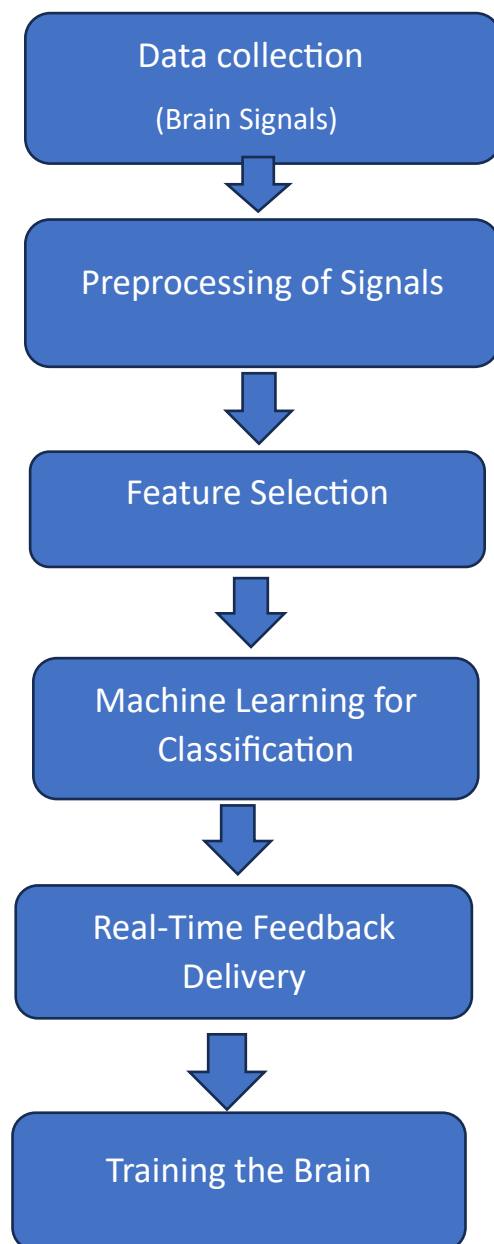 Data collection
(Brain Signals)
Preprocessing of Signals
Feature Selection
Machine Learning for
Classification
Real-Time Feedback
Delivery
Training the Brain